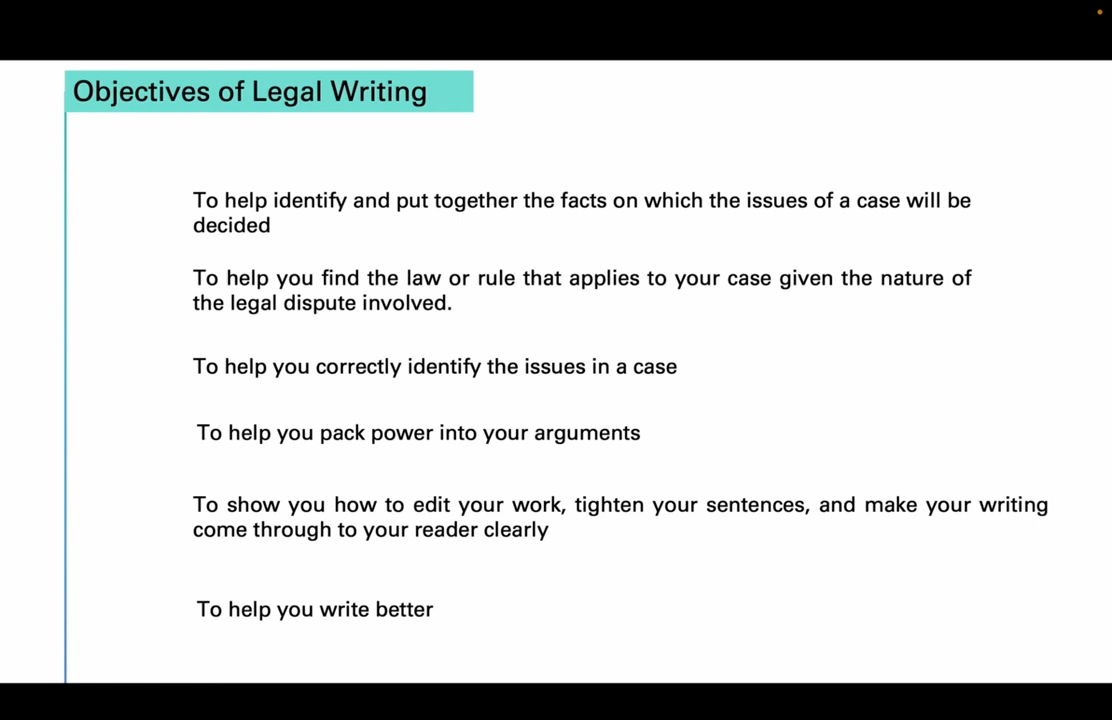 Objectives of Legal Writing
To help identify and put together the facts on which the issues of a case will be
decided
To help you find the law or rule that applies to your case given the nature of
the legal dispute involved.
To help you correctly identify the issues in a case
To help you pack power into your arguments
To show you how to edit your work, tighten your sentences, and make your writing
come through to your reader clearly
To help you write better